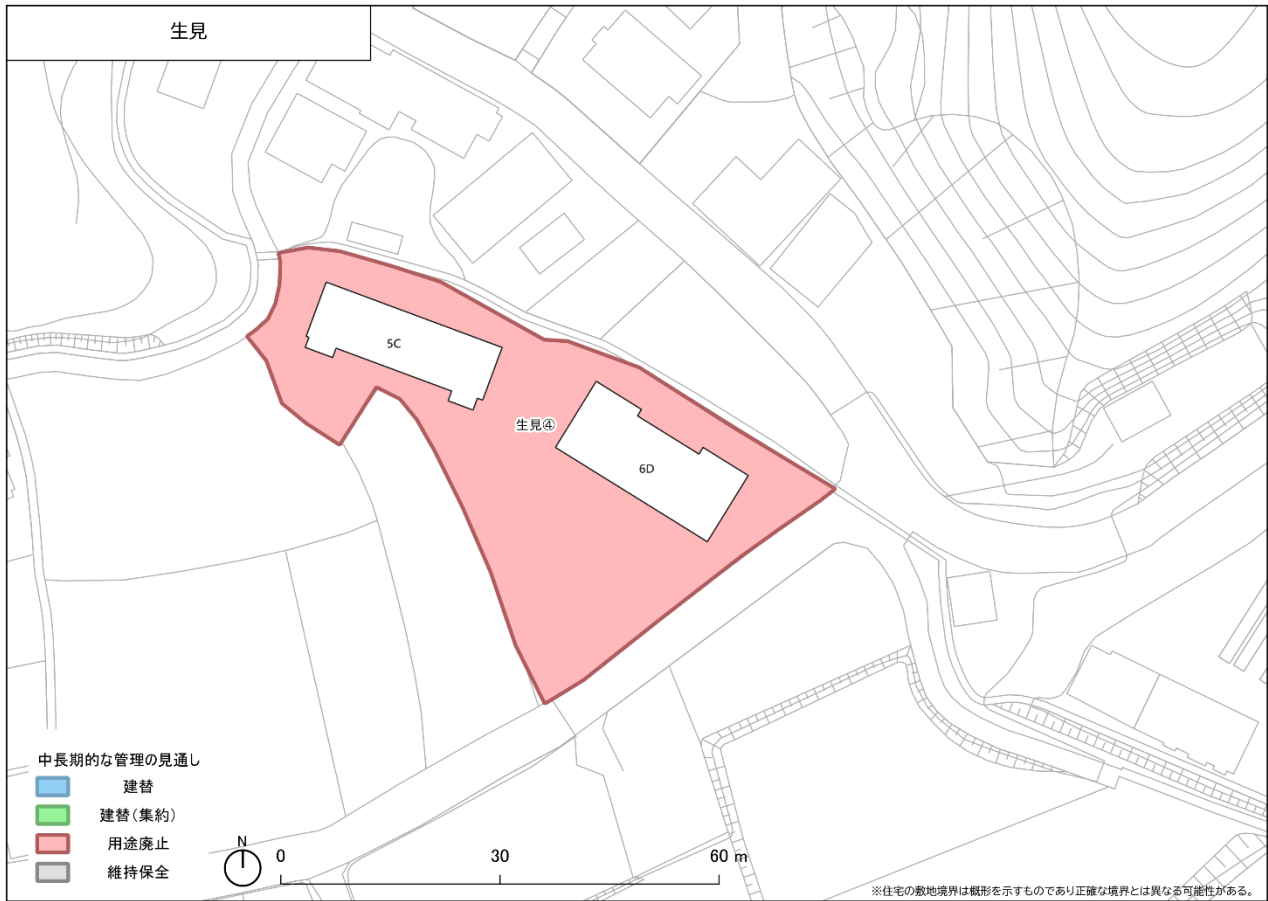 生見
5C
生見④
6D
中長期的な管理の見通し
建替
建替(集約)
用途廃止
維持保全
N
0 30 60 m
※住宅の敷地境界は概形を示すものであり正確な境界とは異なる可能性がある。